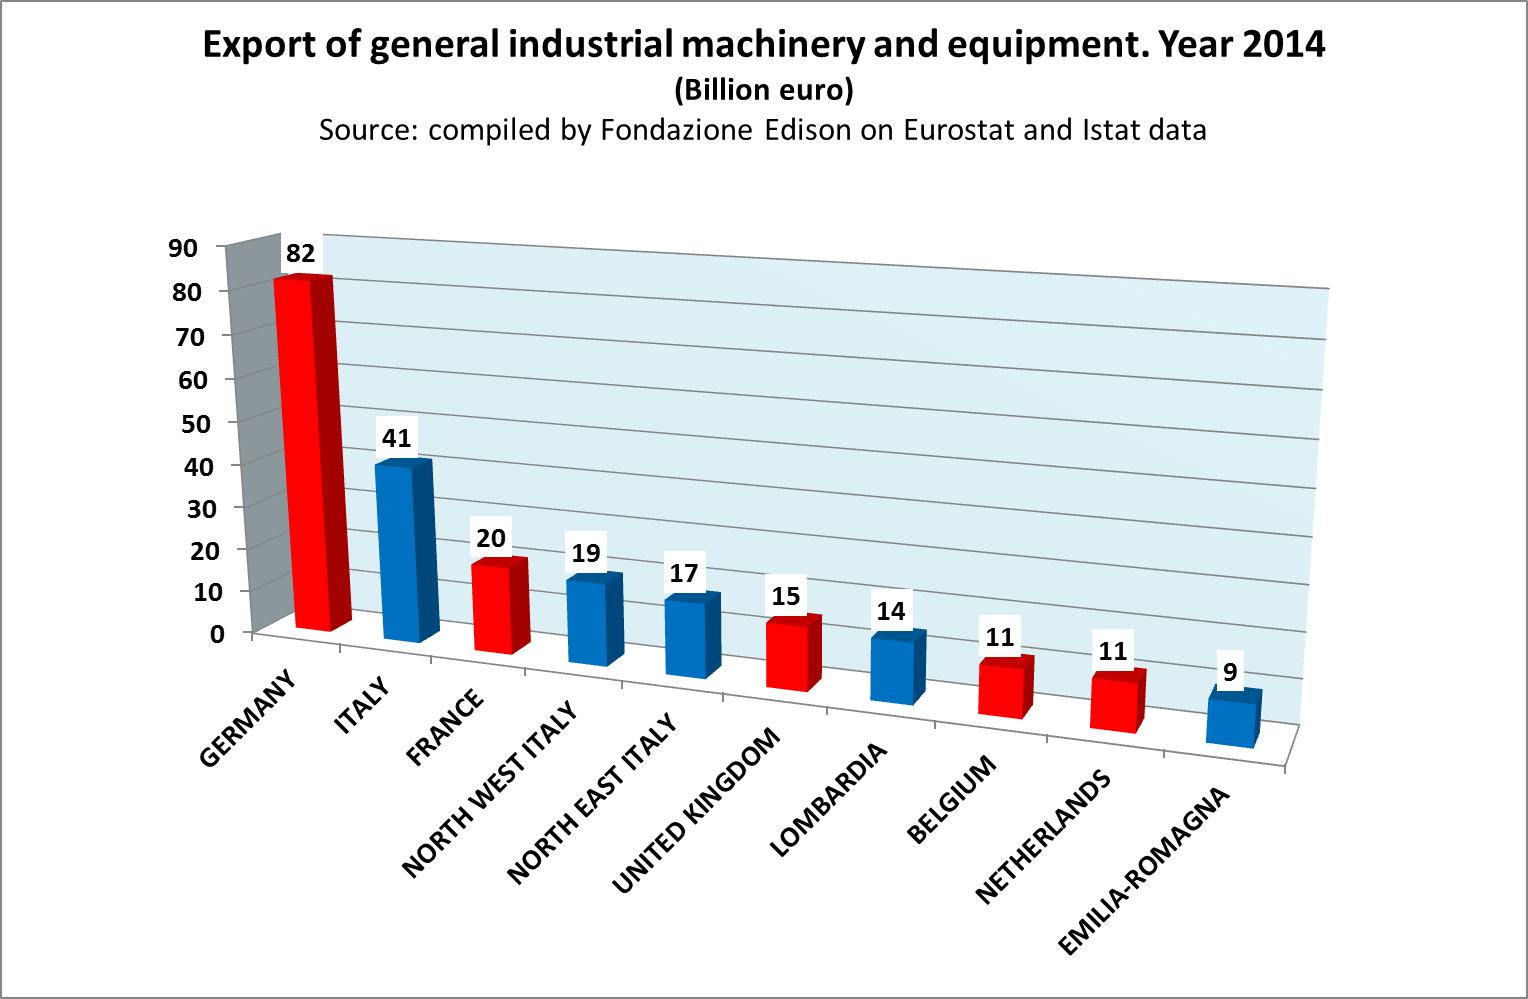 Export of general industrial machinery and equipment. Year 2014
(Billion euro)
Source: compiled by Fondazione Edison on Eurostat and Istat data
90
80
70
60
50
40
30
20
10
0
82
41
20
19
17
15
14
11
11
9
GERMANY
ITALY
FRANCE
NORTH WEST ITALY
NORTH EAST ITALY
UNITED KINGDOM
LOMBARDIA
BELGIUM
NETHERLANDS
EMILIA-ROMAGNA